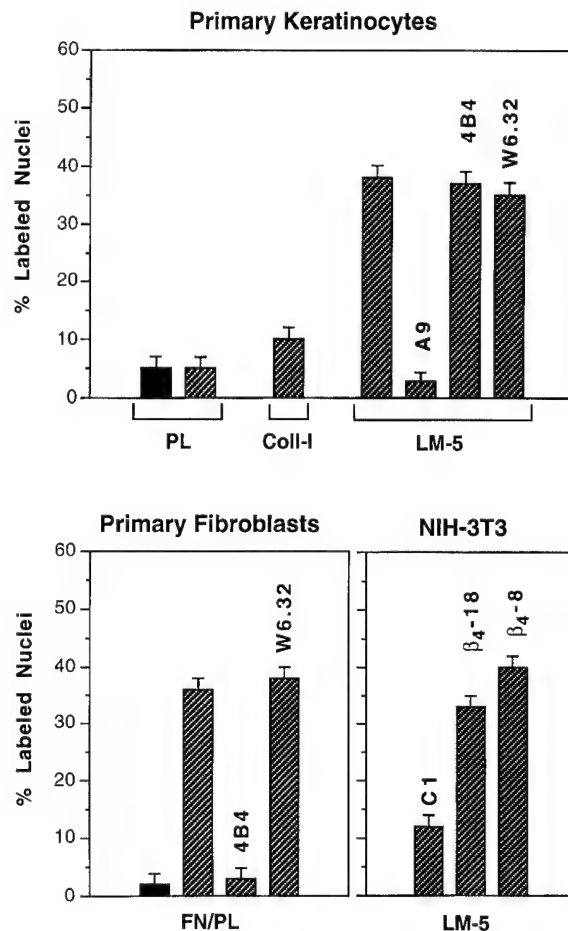 Primary Keratinocytes
% Labeled Nuclei
60
50
40
30
20
10
0
A9
4B4
W6.32
PL
Coll-I
LM-5
Primary Fibroblasts
% Labeled Nuclei
60
50
40
30
20
10
0
4B4
W6.32
FN/PL
NIH-3T3
C1
β4-18
β4-8
LM-5